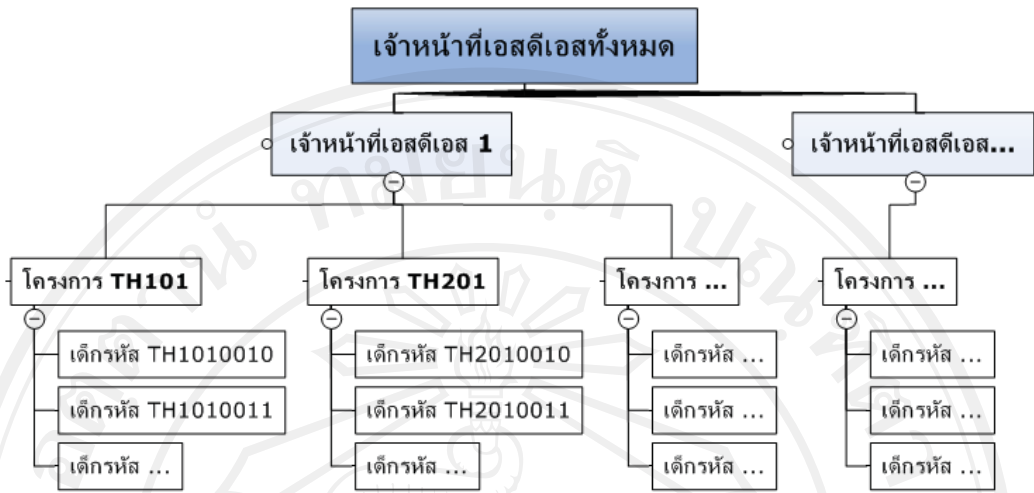 เจ้าหน้าที่เอสดีเอสทั้งหมด
เจ้าหน้าที่เอสดีเอส 1
เจ้าหน้าที่เอสดีเอส...
โครงการ TH101
โครงการ TH201
โครงการ ...
โครงการ ...
เด็กรหัส TH1010010
เด็กรหัส TH2010010
เด็กรหัส ...
เด็กรหัส ...
เด็กรหัส TH1010011
เด็กรหัส TH2010011
เด็กรหัส ...
เด็กรหัส ...
เด็กรหัส ...
เด็กรหัส ...
เด็กรหัส ...
เด็กรหัส ...